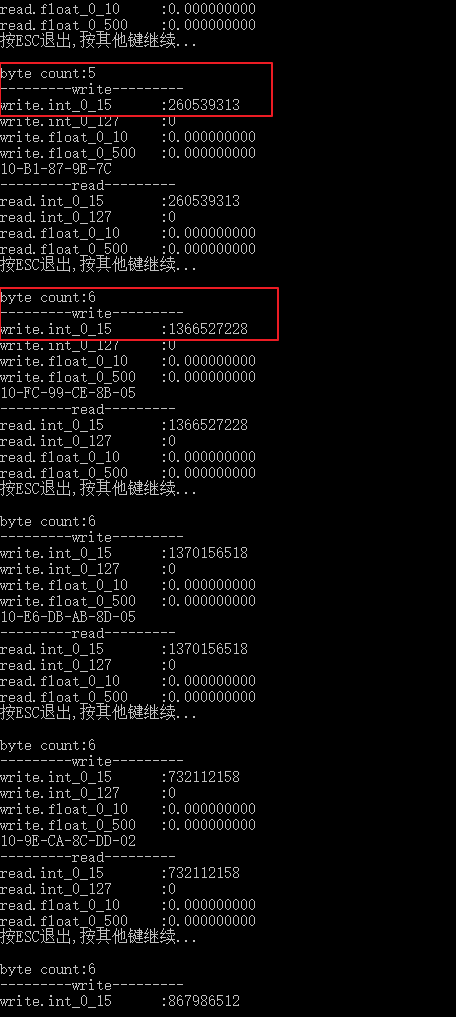 read.float_0_10     :0.000000000
read.float_0_500    :0.000000000
按ESC退出,按其他键继续...
byte count:5
---------write---------
write.int_0_15      :260539313
write.int_0_127     :0
write.float_0_10    :0.000000000
write.float_0_500   :0.000000000
10-B1-87-9E-7C
---------read---------
read.int_0_15       :260539313
read.int_0_127      :0
read.float_0_10     :0.000000000
read.float_0_500    :0.000000000
按ESC退出,按其他键继续...
byte count:6
---------write---------
write.int_0_15      :1366527228
write.int_0_127     :0
write.float_0_10    :0.000000000
write.float_0_500   :0.000000000
10-FC-99-CE-8B-05
---------read---------
read.int_0_15       :1366527228
read.int_0_127      :0
read.float_0_10     :0.000000000
read.float_0_500    :0.000000000
按ESC退出,按其他键继续...
byte count:6
---------write---------
write.int_0_15      :1370156518
write.int_0_127     :0
write.float_0_10    :0.000000000
write.float_0_500   :0.000000000
10-E6-DB-AB-8D-05
---------read---------
read.int_0_15       :1370156518
read.int_0_127      :0
read.float_0_10     :0.000000000
read.float_0_500    :0.000000000
按ESC退出,按其他键继续...
byte count:6
---------write---------
write.int_0_15      :732112158
write.int_0_127     :0
write.float_0_10    :0.000000000
write.float_0_500   :0.000000000
10-9E-CA-8C-DD-02
---------read---------
read.int_0_15       :732112158
read.int_0_127      :0
read.float_0_10     :0.000000000
read.float_0_500    :0.000000000
按ESC退出,按其他键继续...
byte count:6
---------write---------
write.int_0_15      :867986512